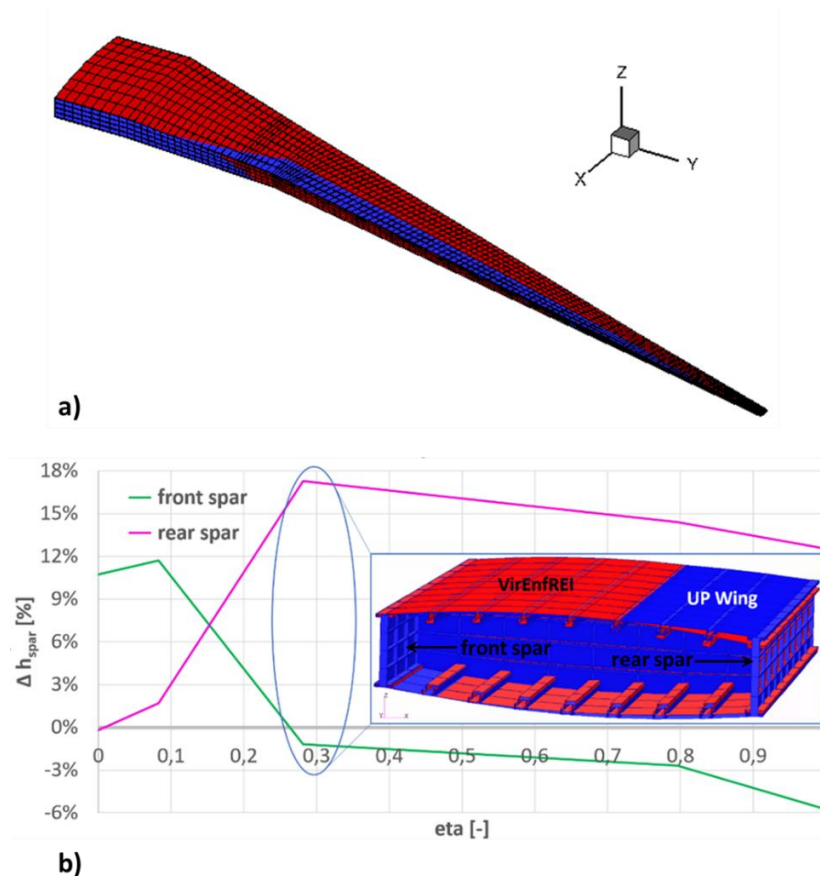 Z
X
Y
a)
18%
15%
12%
9%
6%
3%
0%
-3%
-6%
Δ h_spar [%]
front spar
rear spar
VirEnfREI
UP Wing
front spar
rear spar
Z
Y X
0 0,1 0,2 0,3 0,4 0,5 0,6 0,7 0,8 0,9
eta [-]
b)